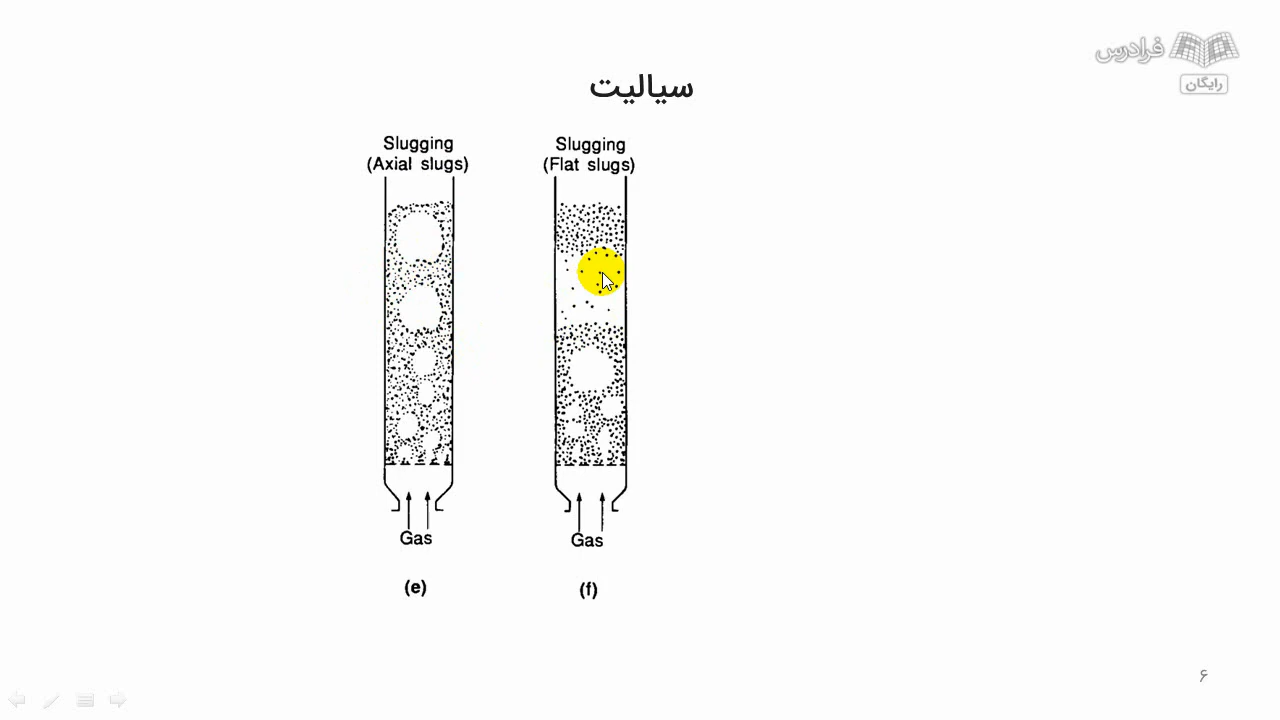 فرادرس
رایگان
سیالیت
Slugging
(Axial slugs)
Slugging
(Flat slugs)
Gas
Gas
(e)
(f)
۶